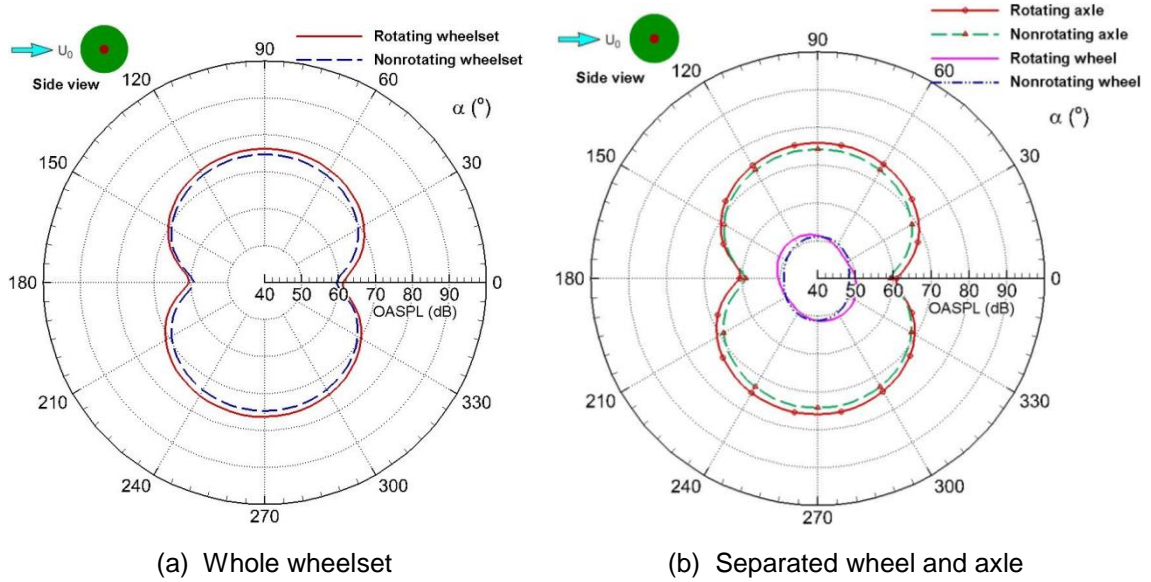 U₀
Side view
Rotating wheelset
Nonrotating wheelset
90
120
60
α (°)
150
30
180
40 50 60 70 80 90
0
OASPL (dB)
210
330
240
300
270
(a) Whole wheelset
U₀
Side view
Rotating axle
Nonrotating axle
Rotating wheel
Nonrotating wheel
90
120
60
α (°)
150
30
180
40 50 60 70 80 90
0
OASPL (dB)
210
330
240
300
270
(b) Separated wheel and axle